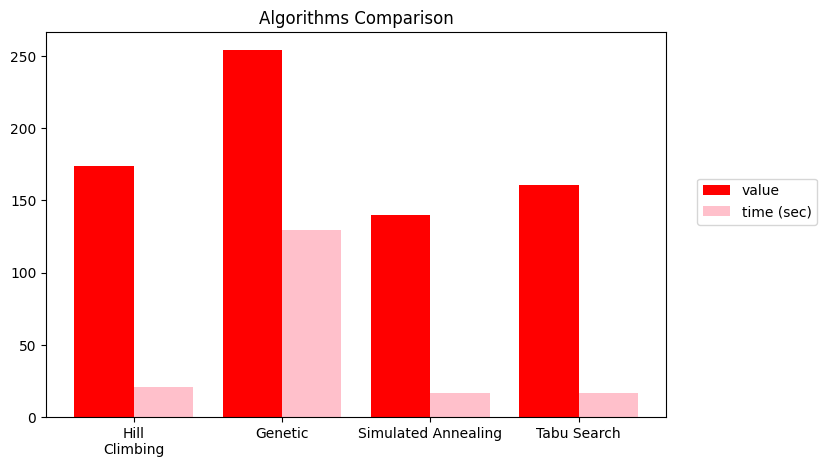 Algorithms Comparison
250
200
150
100
50
0
Hill
Climbing
Genetic
Simulated Annealing
Tabu Search
value
time (sec)